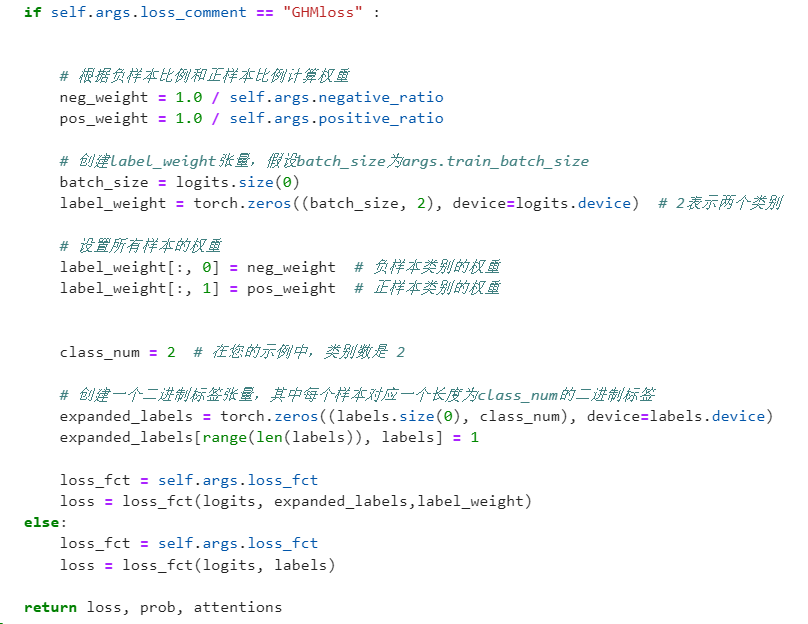 if self.args.loss_comment == "GHMloss" :
# 根据负样本比例和正样本比例计算权重
neg_weight = 1.0 / self.args.negative_ratio
pos_weight = 1.0 / self.args.positive_ratio
# 创建label_weight张量，假设batch_size为args.train_batch_size
batch_size = logits.size(0)
label_weight = torch.zeros((batch_size, 2), device=logits.device)  # 2表示两个类别
# 设置所有样本的权重
label_weight[:, 0] = neg_weight  # 负样本类别的权重
label_weight[:, 1] = pos_weight  # 正样本类别的权重
class_num = 2  # 在您的示例中，类别数是 2
# 创建一个二进制标签张量，其中每个样本对应一个长度为class_num的二进制标签
expanded_labels = torch.zeros((labels.size(0), class_num), device=labels.device)
expanded_labels[range(len(labels)), labels] = 1
loss_fct = self.args.loss_fct
loss = loss_fct(logits, expanded_labels,label_weight)
else:
loss_fct = self.args.loss_fct
loss = loss_fct(logits, labels)
return loss, prob, attentions